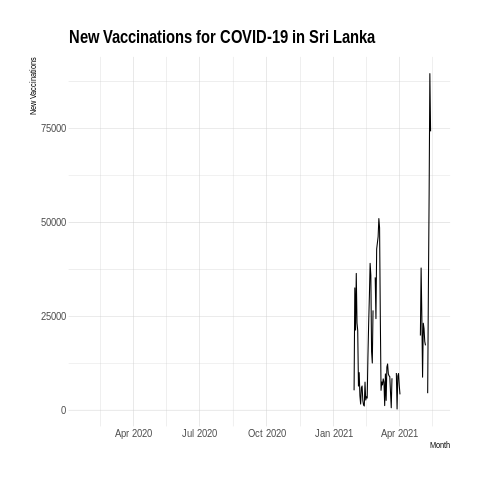 New Vaccinations for COVID-19 in Sri Lanka
New Vaccinations
75000
50000
25000
0
Apr 2020 Jul 2020 Oct 2020 Jan 2021 Apr 2021
Month